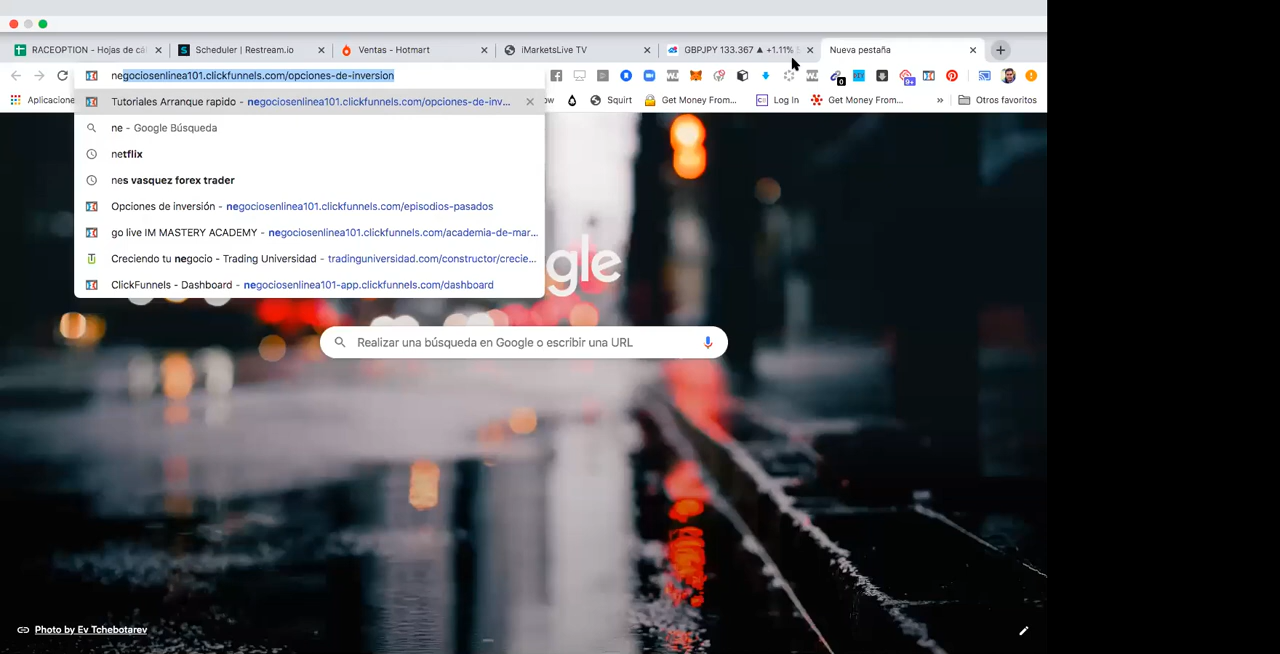 RACEOPTION - Hojas de cál
Scheduler | Restream.io
Ventas - Hotmart
iMarketsLive TV
GBPJPY 133.367 ▲ +1.11%
Nueva pestaña
negociosenlinea101.clickfunnels.com/opciones-de-inversion
0
9+
Aplicacione
ow
Squirt
Get Money From...
Log In
Get Money From...
»
Otros favoritos
Tutoriales Arranque rapido - negociosenlinea101.clickfunnels.com/opciones-de-inv...
ne - Google Búsqueda
netflix
nes vasquez forex trader
Opciones de inversión - negociosenlinea101.clickfunnels.com/episodios-pasados
go live IM MASTERY ACADEMY - negociosenlinea101.clickfunnels.com/academia-de-mar...
Creciendo tu negocio - Trading Universidad - tradinguniversidad.com/constructor/crecie...
ClickFunnels - Dashboard - negociosenlinea101-app.clickfunnels.com/dashboard
gle
Realizar una búsqueda en Google o escribir una URL
Photo by Ev Tchebotarev